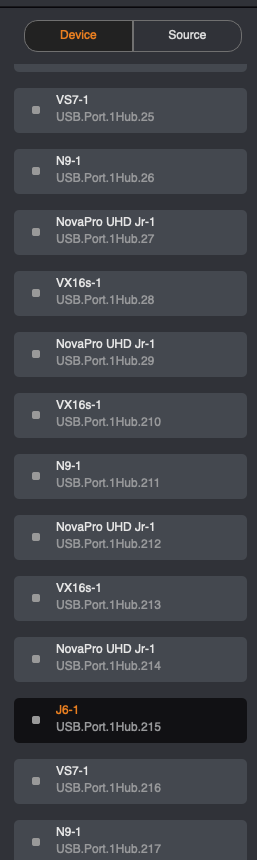 Device
Source
VS7-1
USB.Port.1Hub.25
N9-1
USB.Port.1Hub.26
NovaPro UHD Jr-1
USB.Port.1Hub.27
VX16s-1
USB.Port.1Hub.28
NovaPro UHD Jr-1
USB.Port.1Hub.29
VX16s-1
USB.Port.1Hub.210
N9-1
USB.Port.1Hub.211
NovaPro UHD Jr-1
USB.Port.1Hub.212
VX16s-1
USB.Port.1Hub.213
NovaPro UHD Jr-1
USB.Port.1Hub.214
J6-1
USB.Port.1Hub.215
VS7-1
USB.Port.1Hub.216
N9-1
USB.Port.1Hub.217